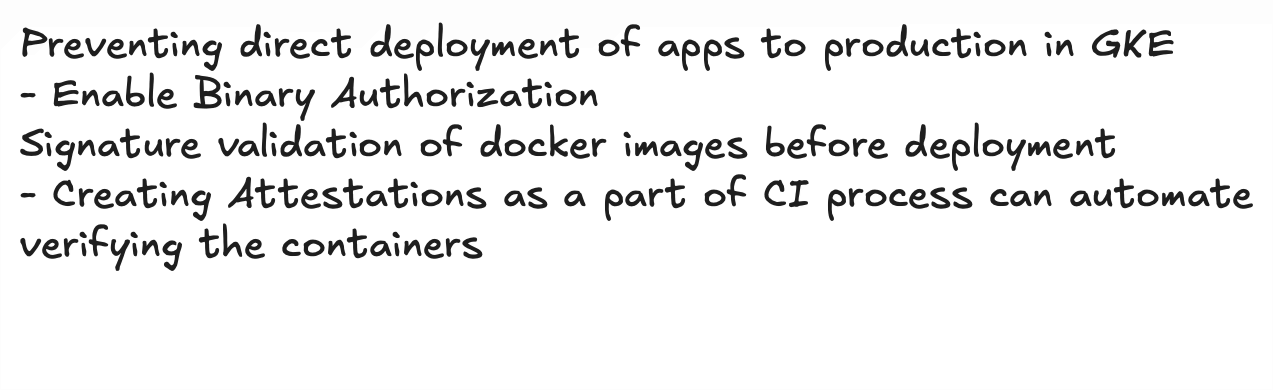 Preventing direct deployment of apps to production in GKE
- Enable Binary Authorization
Signature validation of docker images before deployment
- Creating Attestations as a part of CI process can automate
verifying the containers